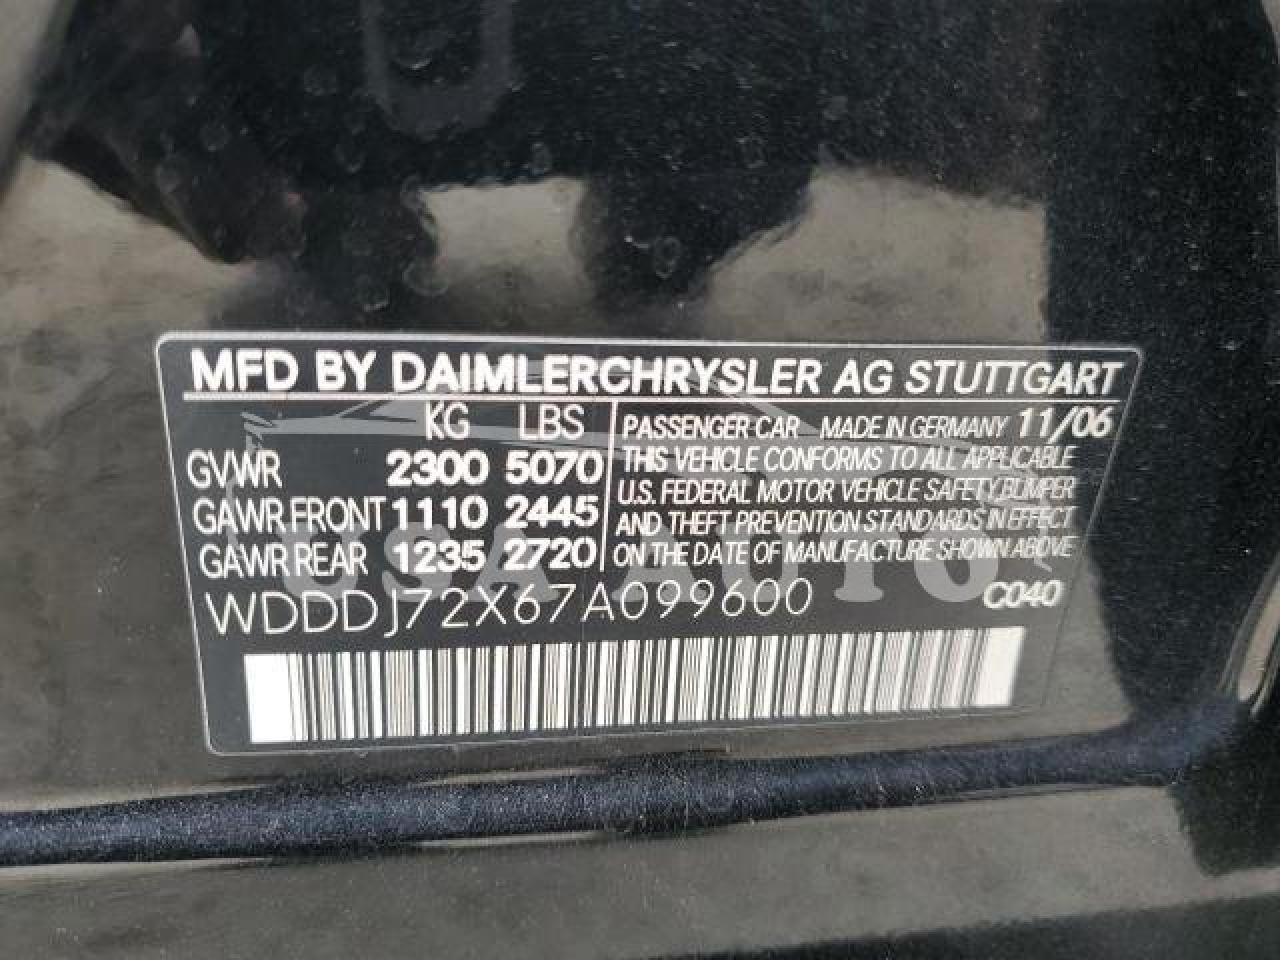 MFD BY DAIMLERCHRYSLER AG STUTTGART
KG LBS
GVWR 2300 5070
GAWR FRONT 1110 2445
GAWR REAR 1235 2720
PASSENGER CAR MADE IN GERMANY 11/06
THIS VEHICLE CONFORMS TO ALL APPLICABLE
U.S. FEDERAL MOTOR VEHICLE SAFETY, BUMPER
AND THEFT PREVENTION STANDARDS IN EFFECT
ON THE DATE OF MANUFACTURE SHOWN ABOVE
WDDDJ72X67A099600 C040
USA AUTO